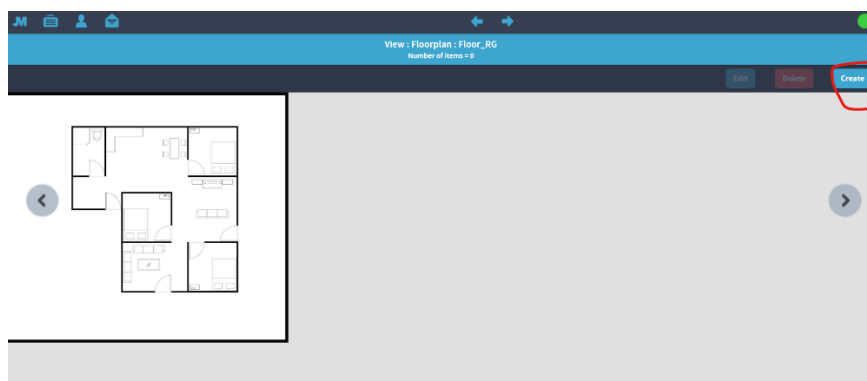 View : Floorplan : Floor_RG
Number of items = 0
Edit
Delete
Create